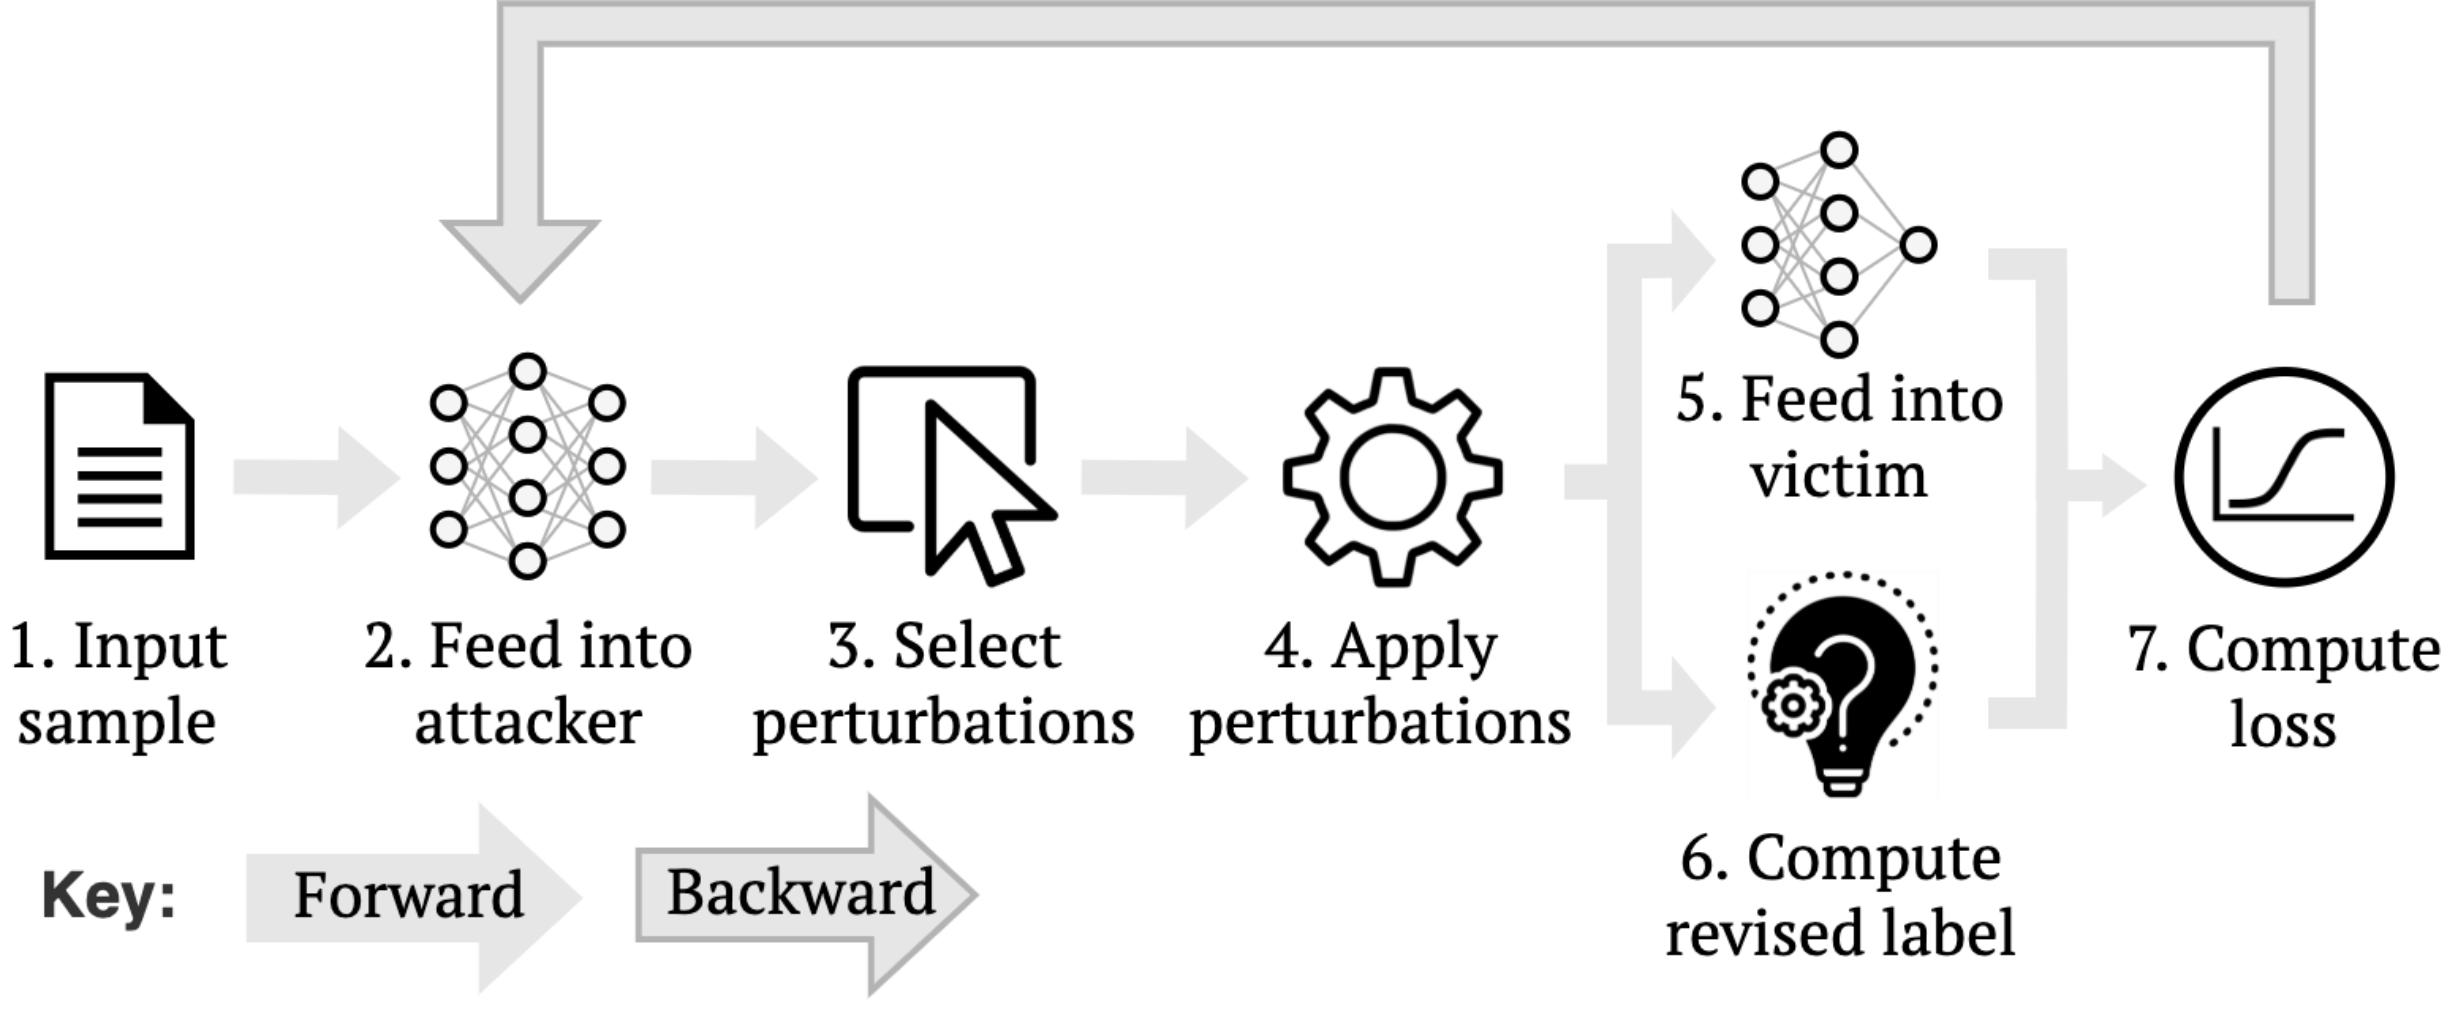 1. Input
sample
2. Feed into
attacker
3. Select
perturbations
4. Apply
perturbations
5. Feed into
victim
6. Compute
revised label
7. Compute
loss
Key:
Forward
Backward